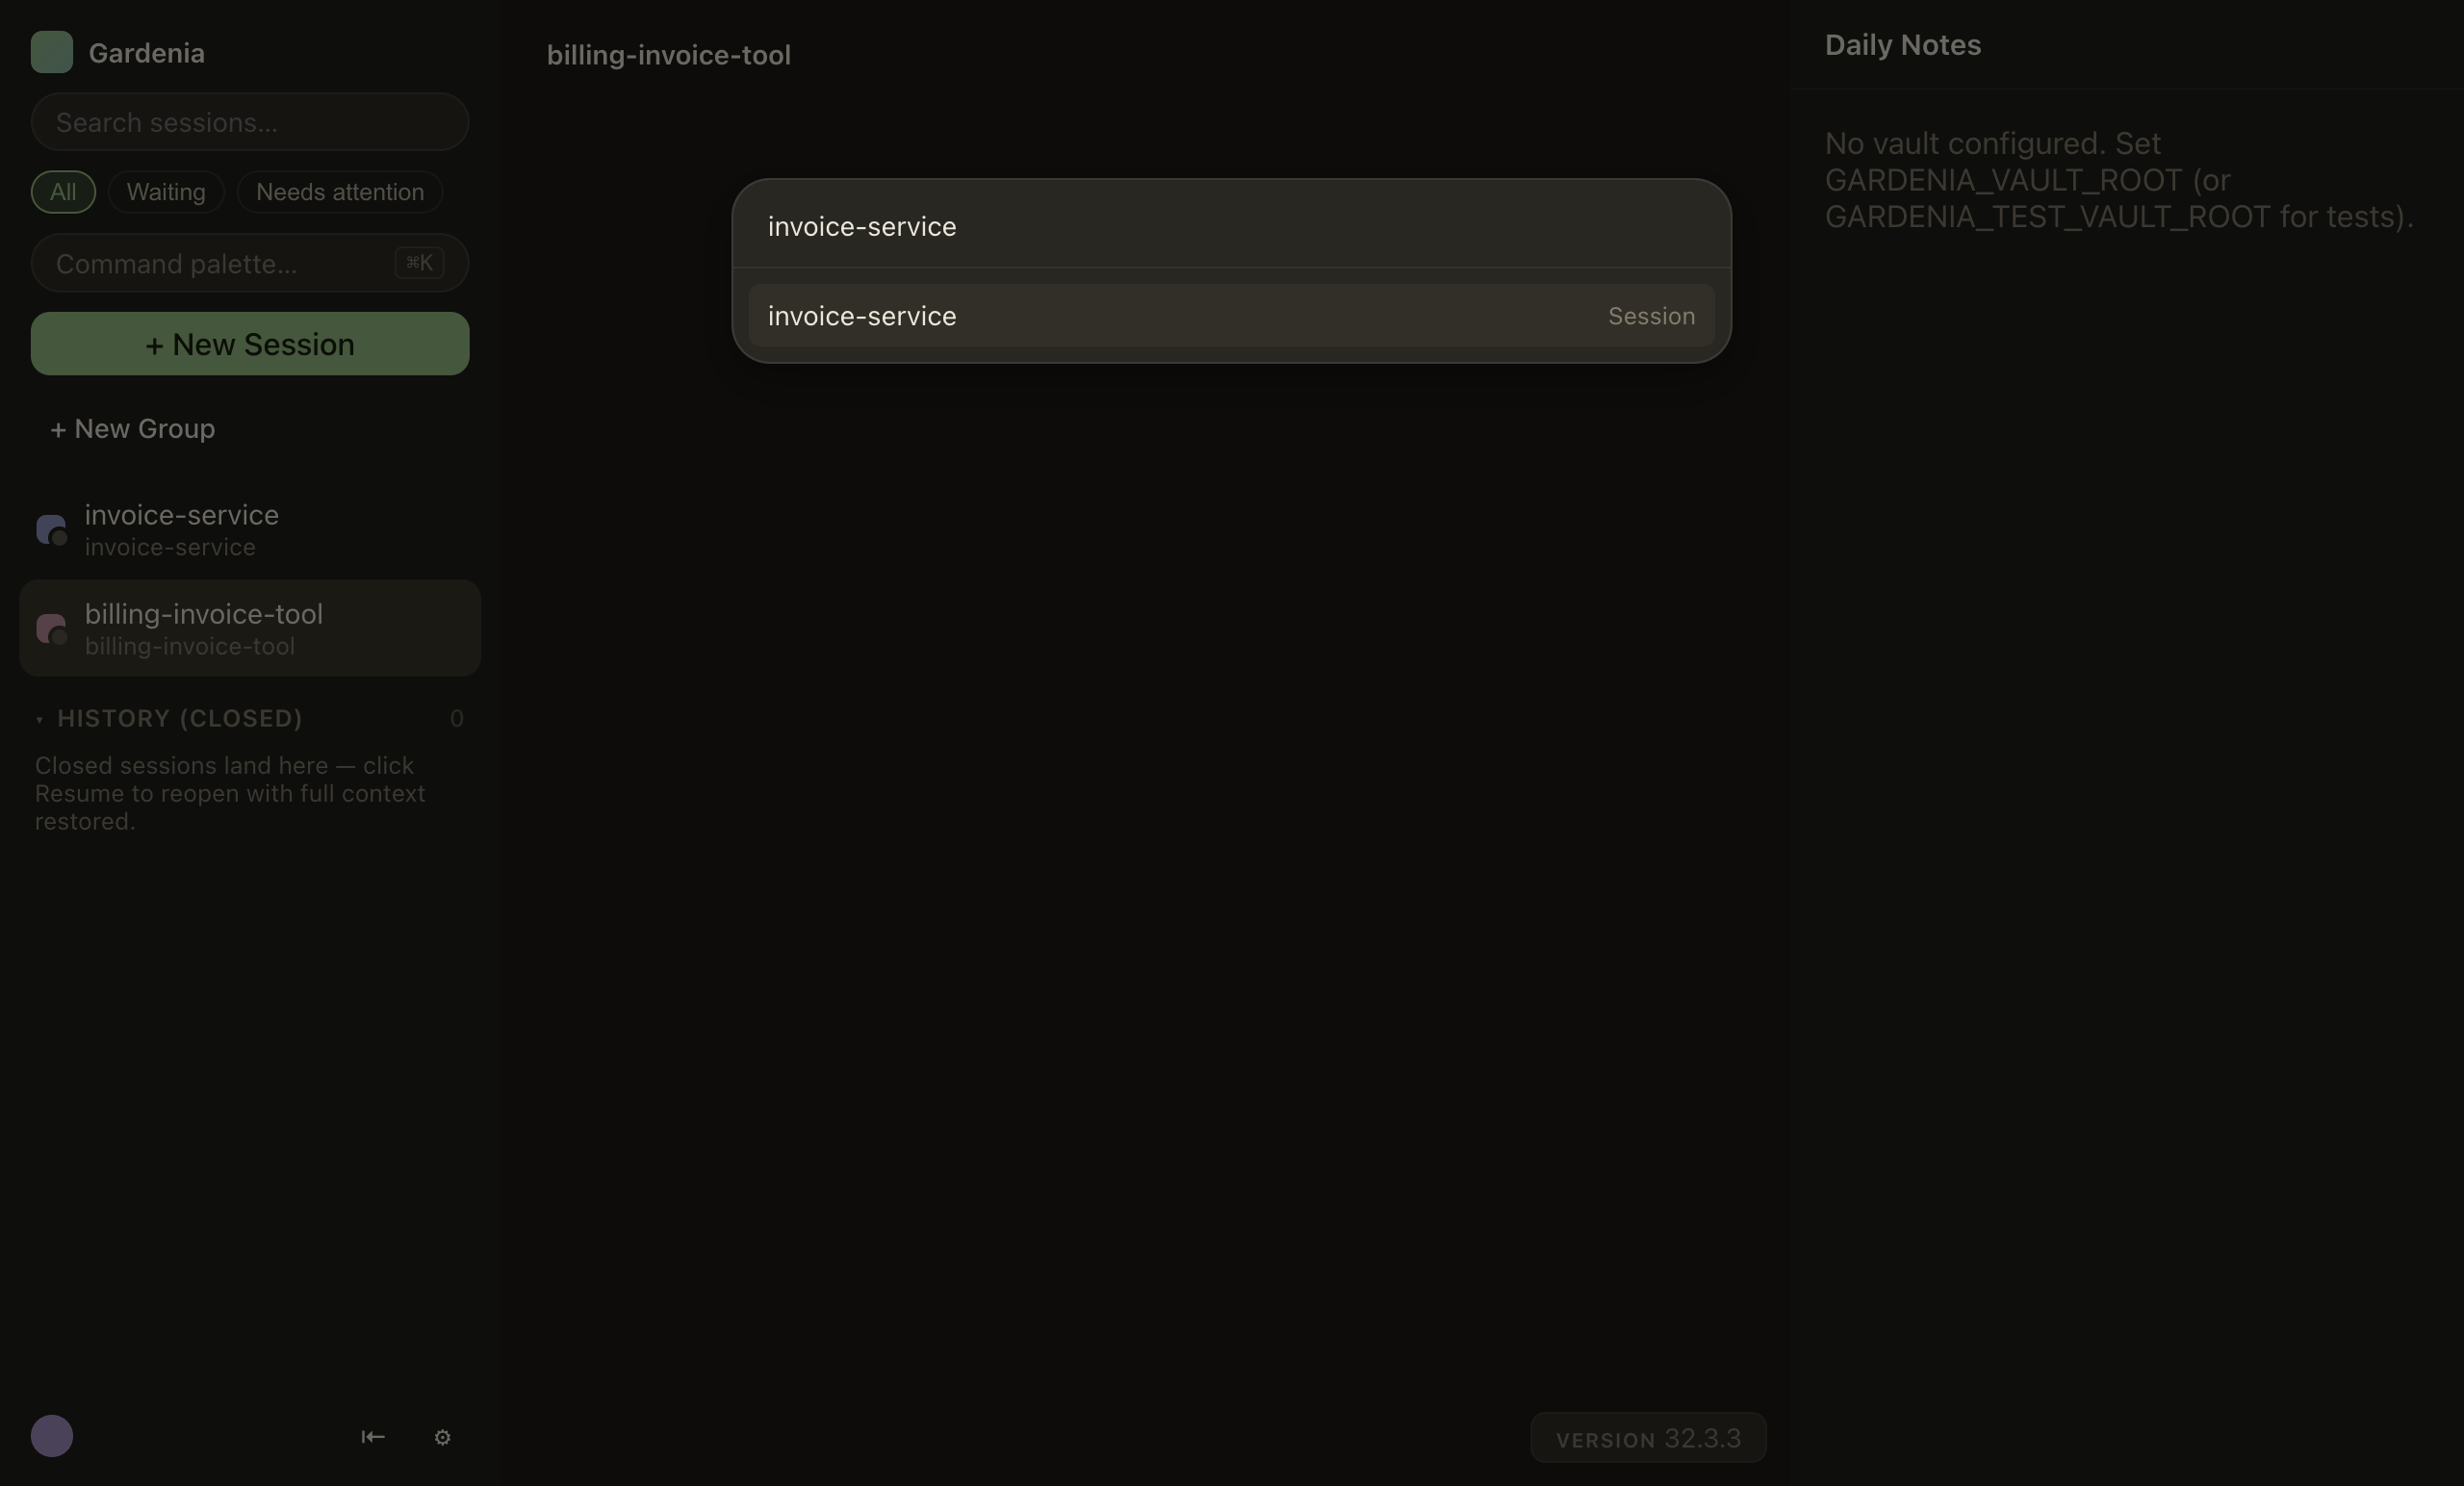 Gardenia
Search sessions...
All
Waiting
Needs attention
Command palette...
⌘K
+ New Session
+ New Group
invoice-service
invoice-service
billing-invoice-tool
billing-invoice-tool
▾ HISTORY (CLOSED) 0
Closed sessions land here — click
Resume to reopen with full context
restored.
billing-invoice-tool
invoice-service
invoice-service Session
VERSION 32.3.3
Daily Notes
No vault configured. Set
GARDENIA_VAULT_ROOT (or
GARDENIA_TEST_VAULT_ROOT for tests).